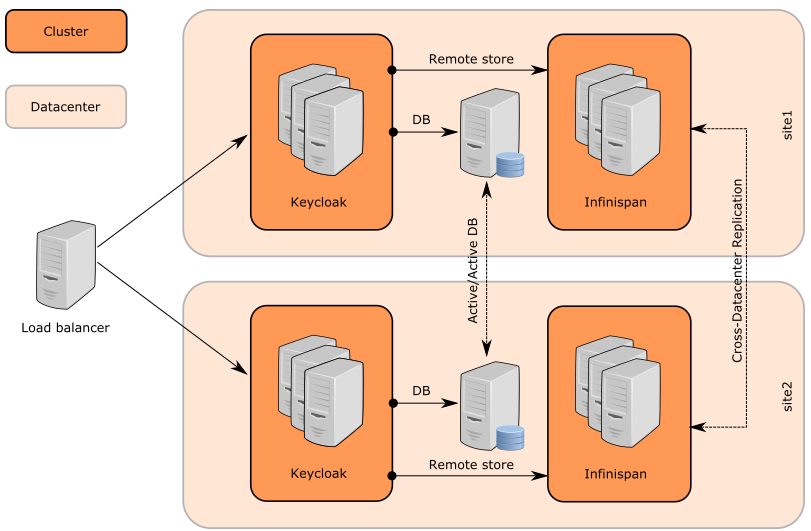 Cluster
Datacenter
Remote store
DB
Keycloak
Infinispan
site1
Load balancer
Active/Active DB
Cross-Datacenter Replication
DB
Remote store
Keycloak
Infinispan
site2